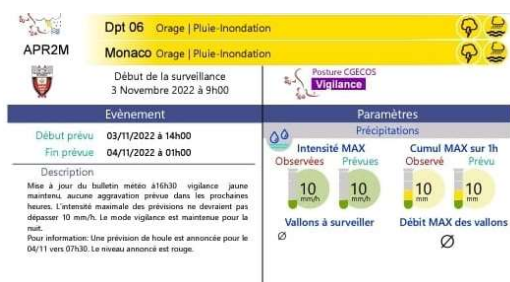 APR2M
Dpt 06 Orage | Pluie-Inondation
Monaco Orage | Pluie-Inondation
Début de la surveillance
3 Novembre 2022 à 9h00
Posture CGECOS
Vigilance
Evènement
Début prévu 03/11/2022 à 14h00
Fin prévue 04/11/2022 à 01h00
Description
Mise à jour du bulletin météo à16h30 vigilance jaune
maintenu, aucune aggravation prévue dans les prochaines
heures. L'intensité maximale des prévisions ne devraient pas
dépasser 10 mm/h. Le mode vigilance est maintenue pour la
nuit.
Pour information: Une prévision de houle est annoncée pour le
04/11 vers 07h30. Le niveau annoncé est rouge.
Paramètres
Précipitations
Intensité MAX Cumul MAX sur 1h
Observées Prévues Observé Prévu
10 10 10 10
mm/h mm/h mm mm
Vallons à surveiller Débit MAX des vallons
Ø Ø